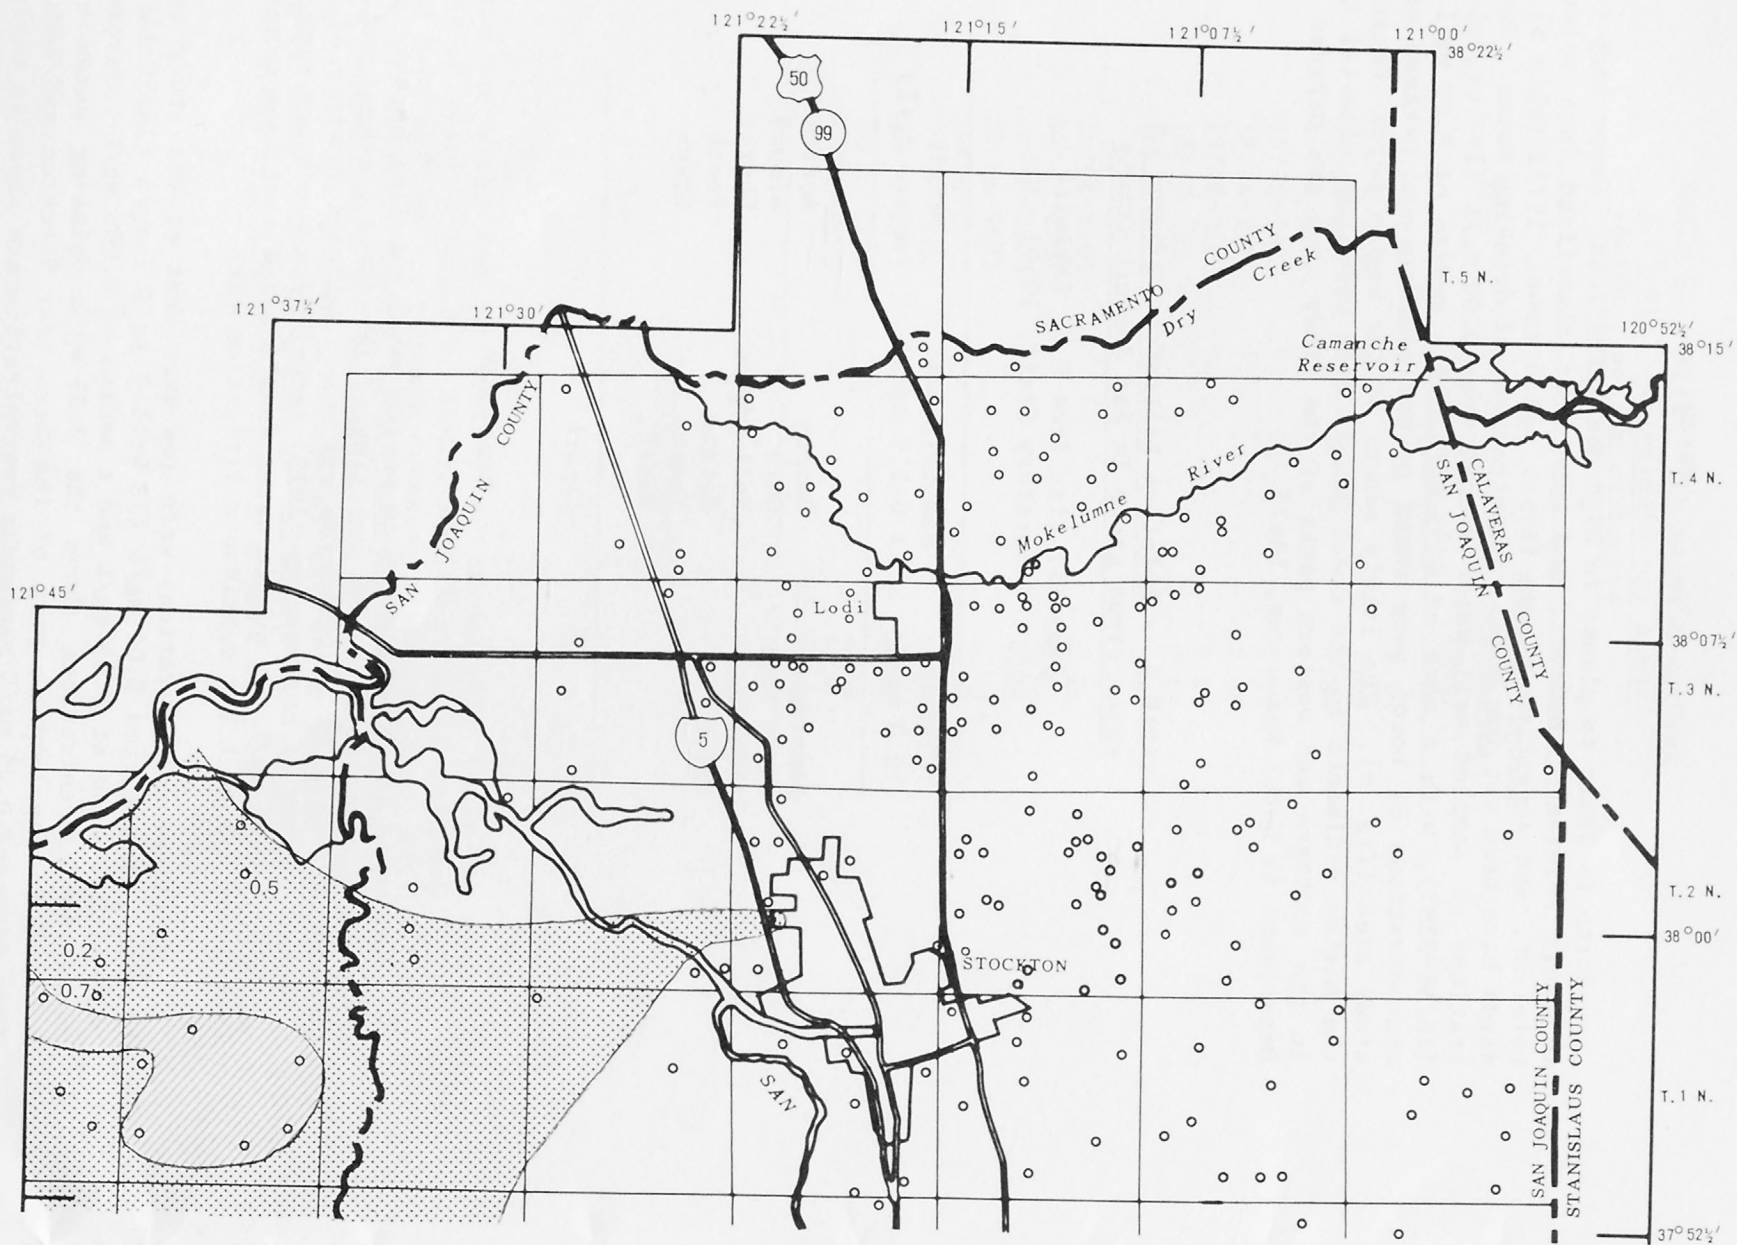 121°22½′
121°15′
121°07½′
121°00′
38°22½′
50
99
COUNTY
Creek
T.5 N.
SACRAMENTO
Dry
121°37½′
121°30′
120°52½′
38°15′
Camanche
Reservoir
COUNTY
JOAQUIN
SAN
River
Mokelumne
T.4 N.
CALAVERAS
SAN JOAQUIN
121°45′
Lodi
COUNTY
COUNTY
38°07½′
T.3 N.
5
0.5
T.2 N.
0.2
38°00′
STOCKTON
0.7
SAN
SAN JOAQUIN COUNTY
STANISLAUS COUNTY
T.1 N.
37°52½′